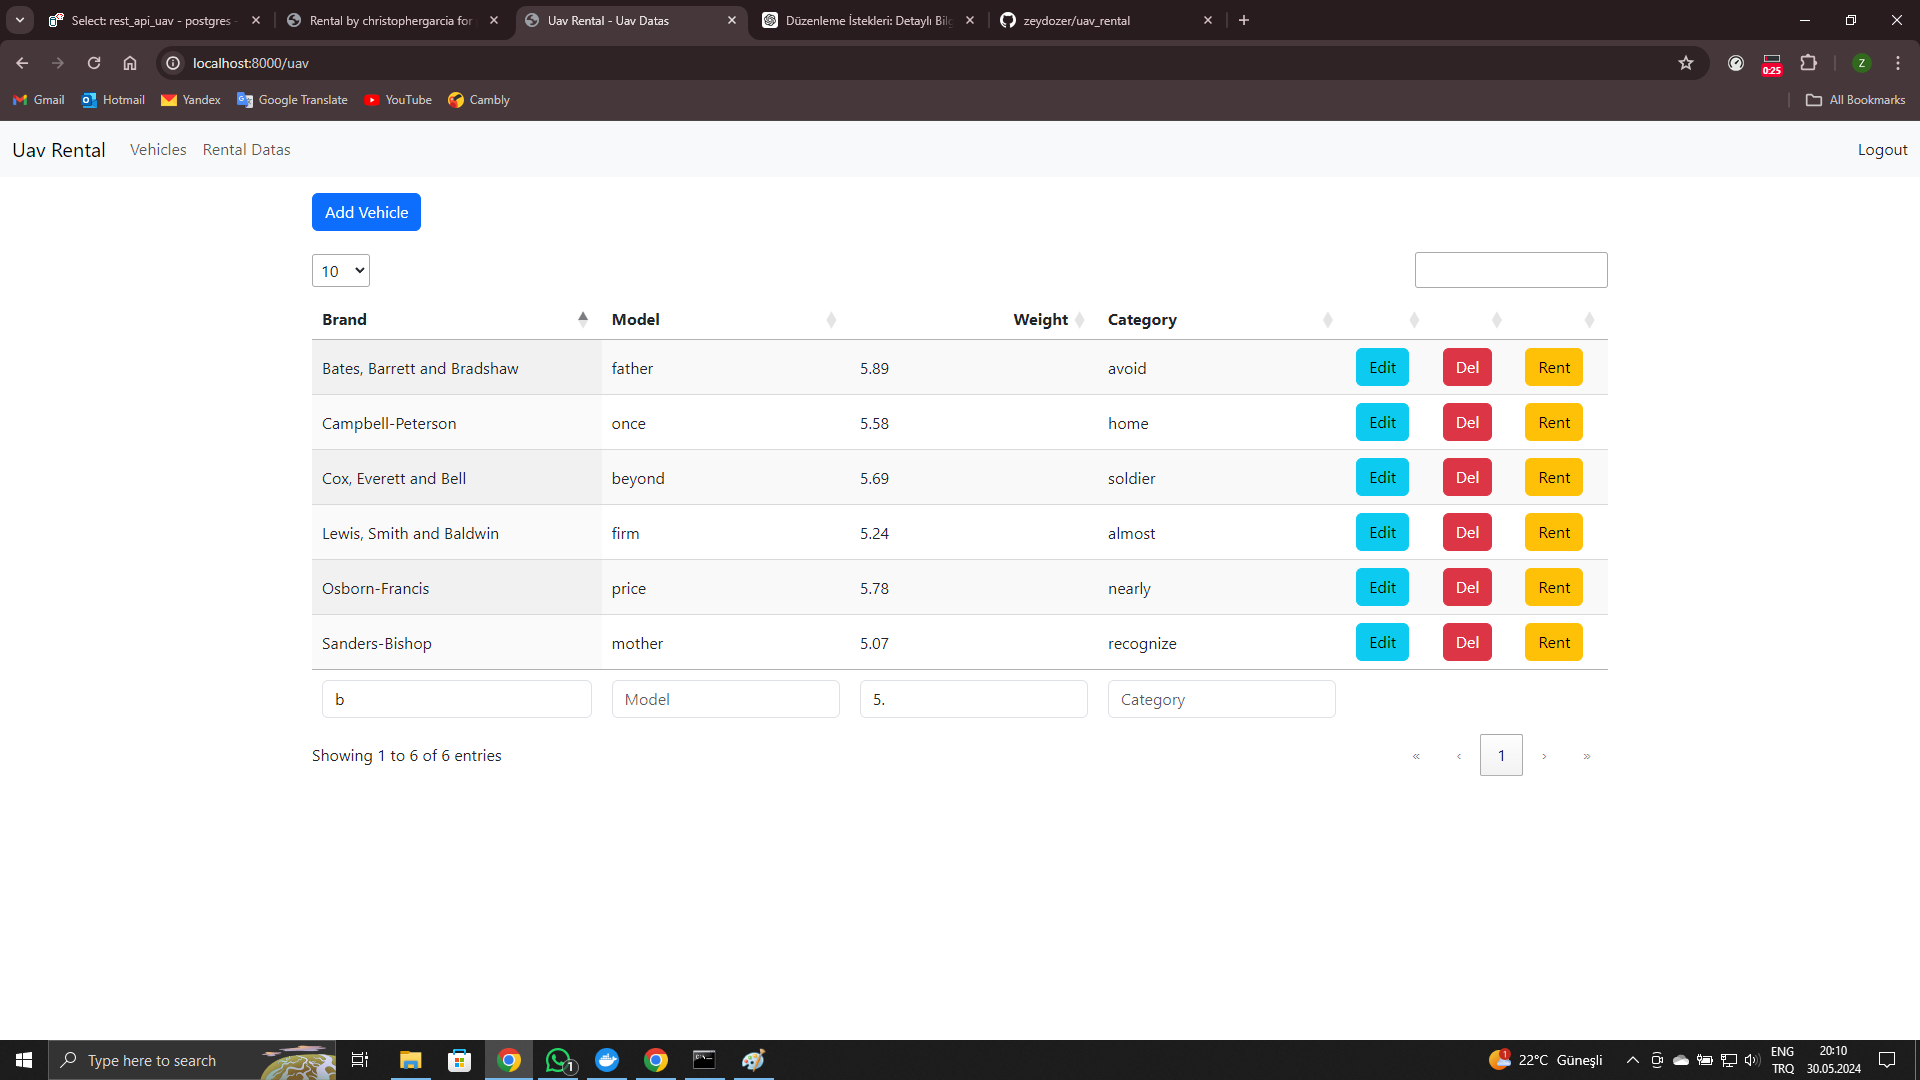 Select: rest_api_uav - postgres -
Rental by christophergarcia for
Uav Rental - Uav Datas
Düzenleme İstekleri: Detaylı Bilg
zeydozer/uav_rental
localhost:8000/uav
0:25
Z
Gmail
Hotmail
Yandex
Google Translate
YouTube
Cambly
All Bookmarks
Uav Rental
Vehicles
Rental Datas
Logout
Add Vehicle
10
Brand Model Weight Category
Bates, Barrett and Bradshaw father 5.89 avoid Edit Del Rent
Campbell-Peterson once 5.58 home Edit Del Rent
Cox, Everett and Bell beyond 5.69 soldier Edit Del Rent
Lewis, Smith and Baldwin firm 5.24 almost Edit Del Rent
Osborn-Francis price 5.78 nearly Edit Del Rent
Sanders-Bishop mother 5.07 recognize Edit Del Rent
b Model 5. Category
Showing 1 to 6 of 6 entries
« ‹ 1 › »
Type here to search
1
1
22°C Güneşli
ENG
TRQ
20:10
30.05.2024